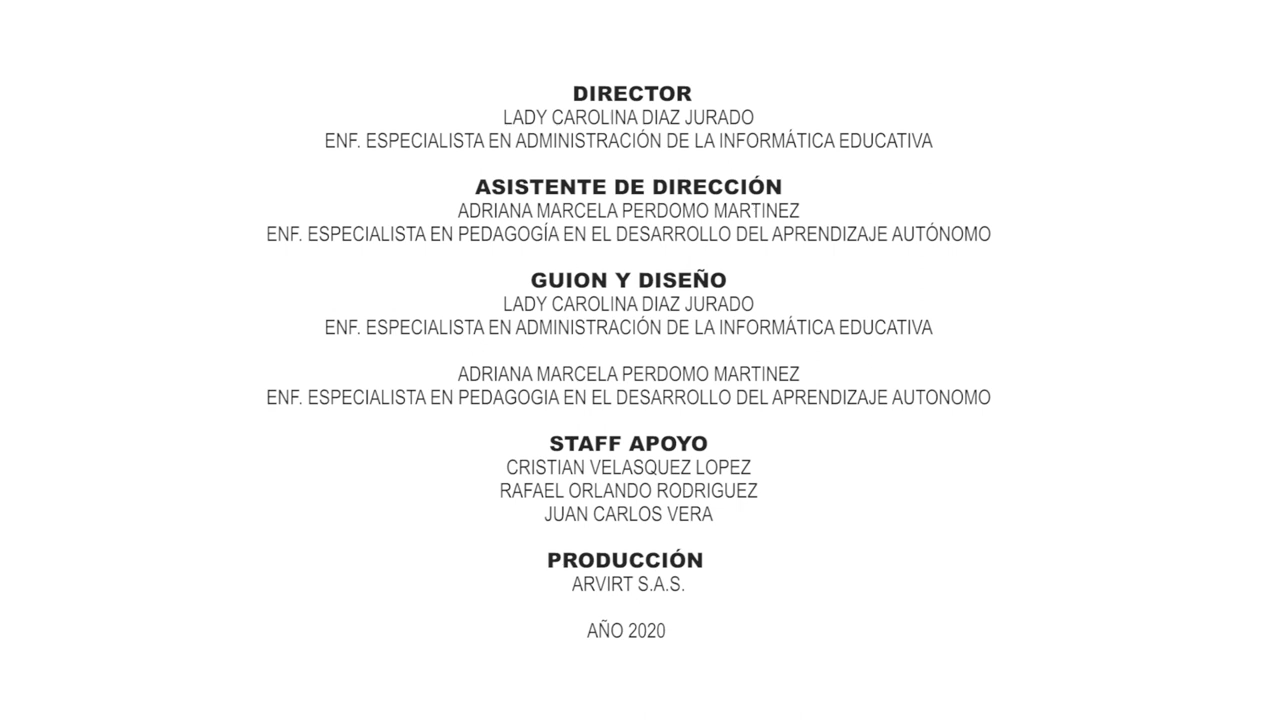 DIRECTOR
LADY CAROLINA DIAZ JURADO
ENF. ESPECIALISTA EN ADMINISTRACIÓN DE LA INFORMÁTICA EDUCATIVA
ASISTENTE DE DIRECCIÓN
ADRIANA MARCELA PERDOMO MARTINEZ
ENF. ESPECIALISTA EN PEDAGOGÍA EN EL DESARROLLO DEL APRENDIZAJE AUTÓNOMO
GUION Y DISEÑO
LADY CAROLINA DIAZ JURADO
ENF. ESPECIALISTA EN ADMINISTRACIÓN DE LA INFORMÁTICA EDUCATIVA
ADRIANA MARCELA PERDOMO MARTINEZ
ENF. ESPECIALISTA EN PEDAGOGIA EN EL DESARROLLO DEL APRENDIZAJE AUTONOMO
STAFF APOYO
CRISTIAN VELASQUEZ LOPEZ
RAFAEL ORLANDO RODRIGUEZ
JUAN CARLOS VERA
PRODUCCIÓN
ARVIRT S.A.S.
AÑO 2020